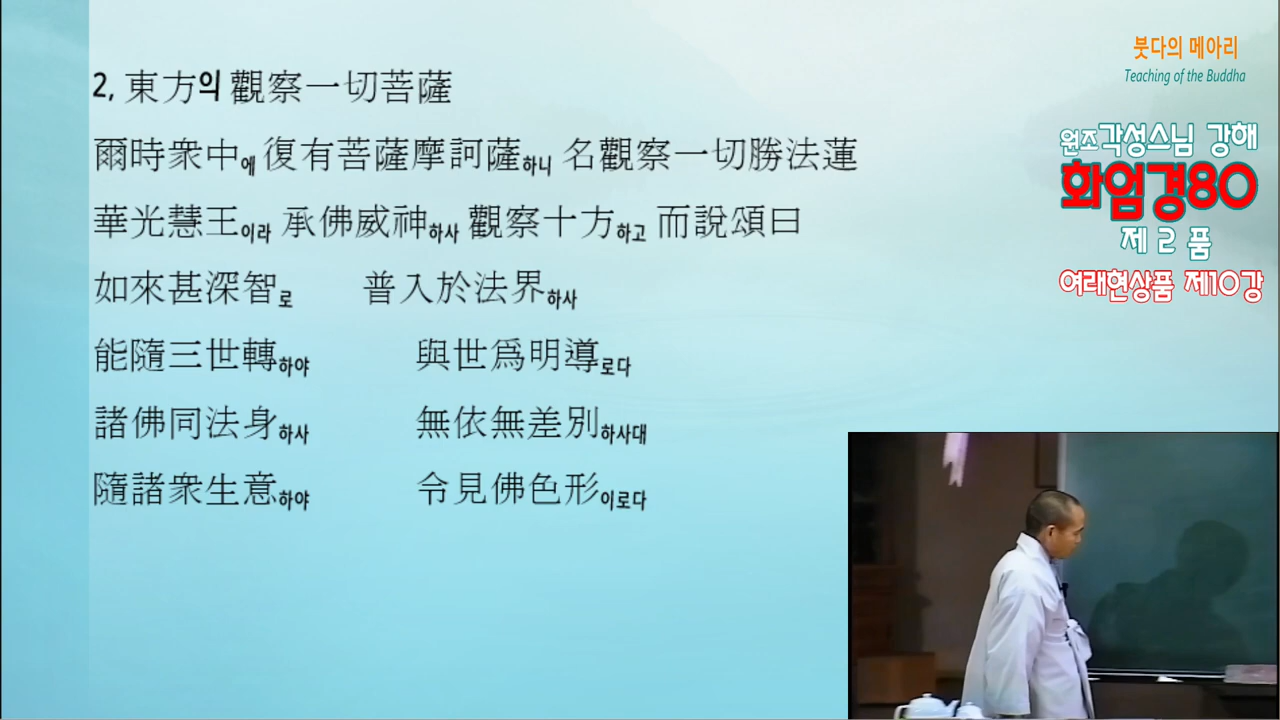 2, 東方의 觀察一切菩薩
爾時衆中에 復有菩薩摩訶薩하니 名觀察一切勝法蓮
華光慧王이라 承佛威神하사 觀察十方하고 而說頌曰
如來甚深智로 普入於法界하사
能隨三世轉하야 與世爲明導로다
諸佛同法身하사 無依無差別하사대
隨諸衆生意하야 令見佛色形이로다
붓다의 메아리
Teaching of the Buddha
원조각성스님 강해
화엄경80
제 2 품
여래현상품 제10강